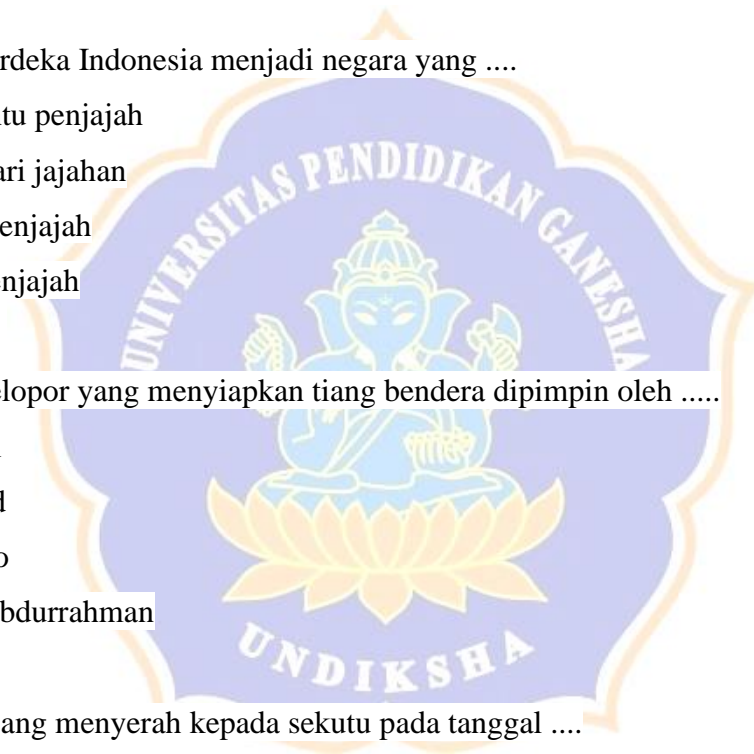 rdeka Indonesia menjadi negara yang ....
tu penjajah
ari jajahan
enjajah
enjajah
UNIVERSITAS PENDIDIKAN GANESHA
elopor yang menyiapkan tiang bendera dipimpin oleh .....
d
o
bdurrahman
UNDIKSHA
ang menyerah kepada sekutu pada tanggal ....